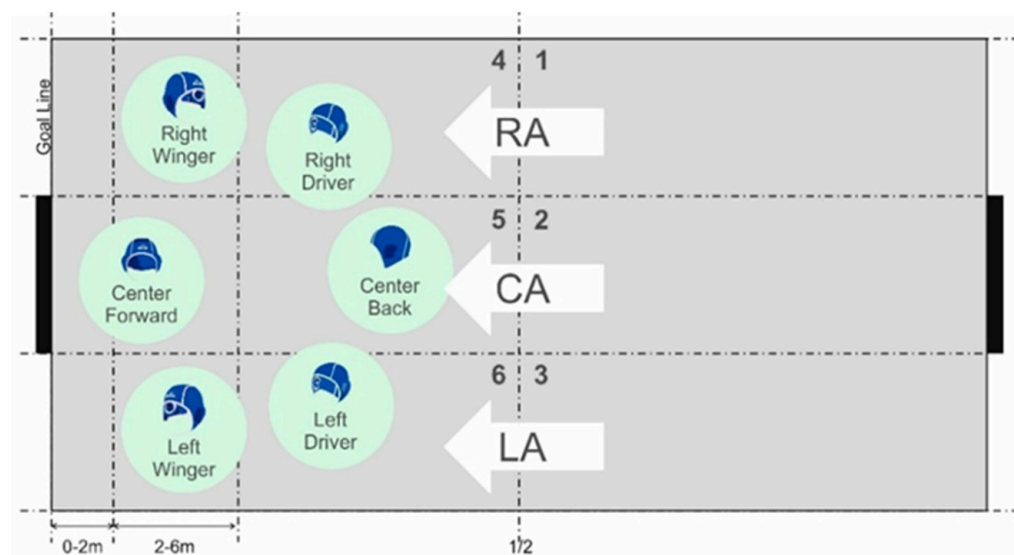 4 1
Goal Line
Right
Winger
Right
Driver
RA
5 2
Center
Forward
Center
Back
CA
6 3
Left
Winger
Left
Driver
LA
0-2m
2-6m
1/2